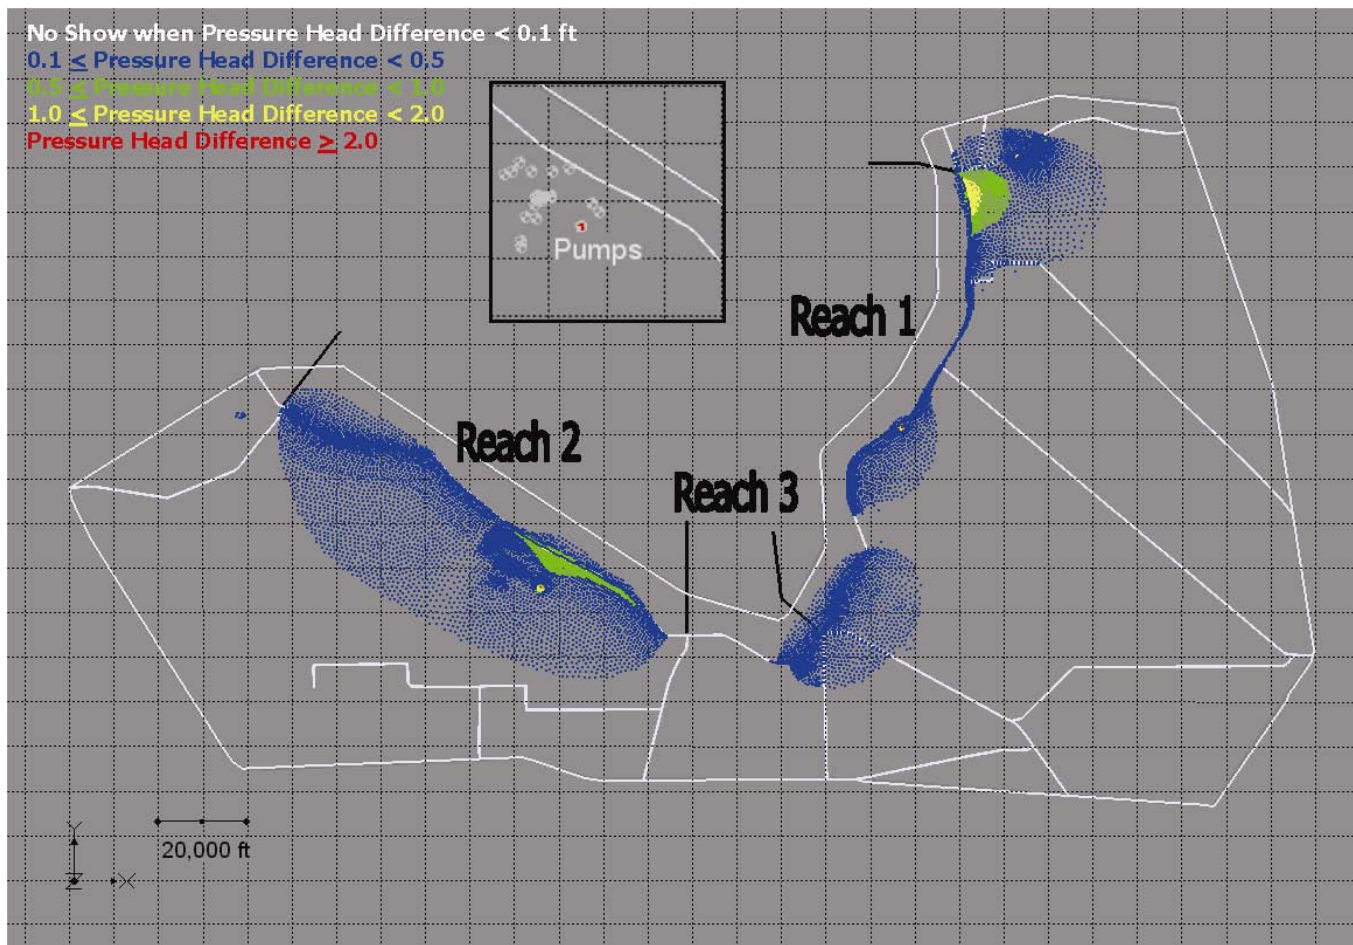 No Show when Pressure Head Difference < 0.1 ft
0.1 ≤ Pressure Head Difference < 0.5
0.5 ≤ Pressure Head Difference < 1.0
1.0 ≤ Pressure Head Difference < 2.0
Pressure Head Difference ≥ 2.0
Pumps
Reach 1
Reach 2
Reach 3
20,000 ft
Y
Z X